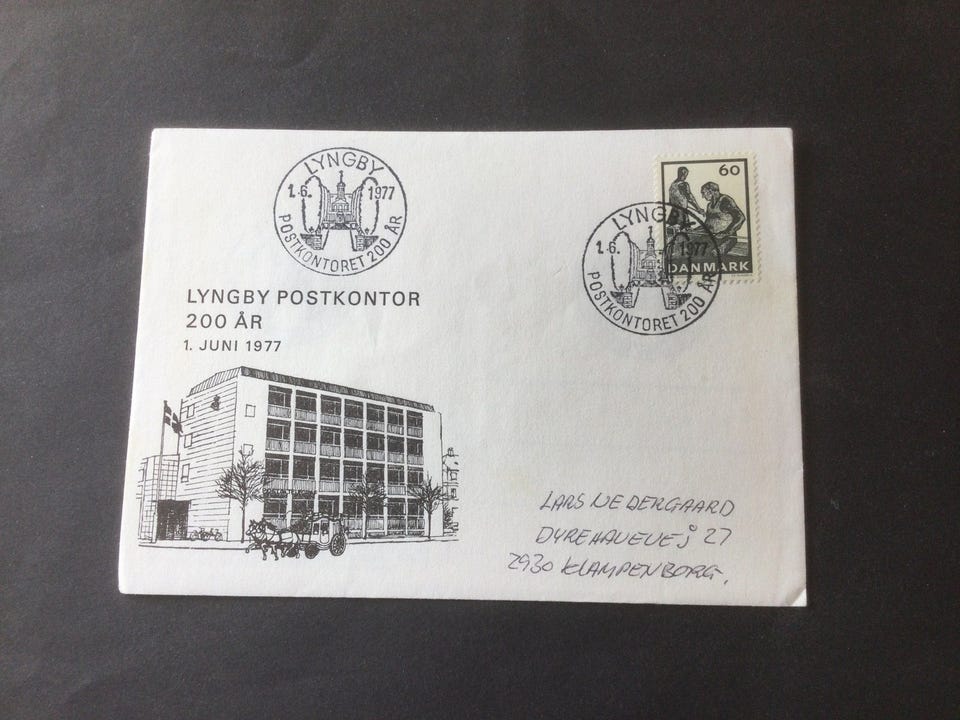 LYNGBY
1.6. 1977
POSTKONTORET 200 ÅR
LYNGBY POSTKONTOR
200 ÅR
1. JUNI 1977
60
DANMARK
LYNGBY
1.6. 1977
POSTKONTORET 200 ÅR
LARS NEDERGAARD
DYREHAVEVEJ 27
2930 KLAMPENBORG.